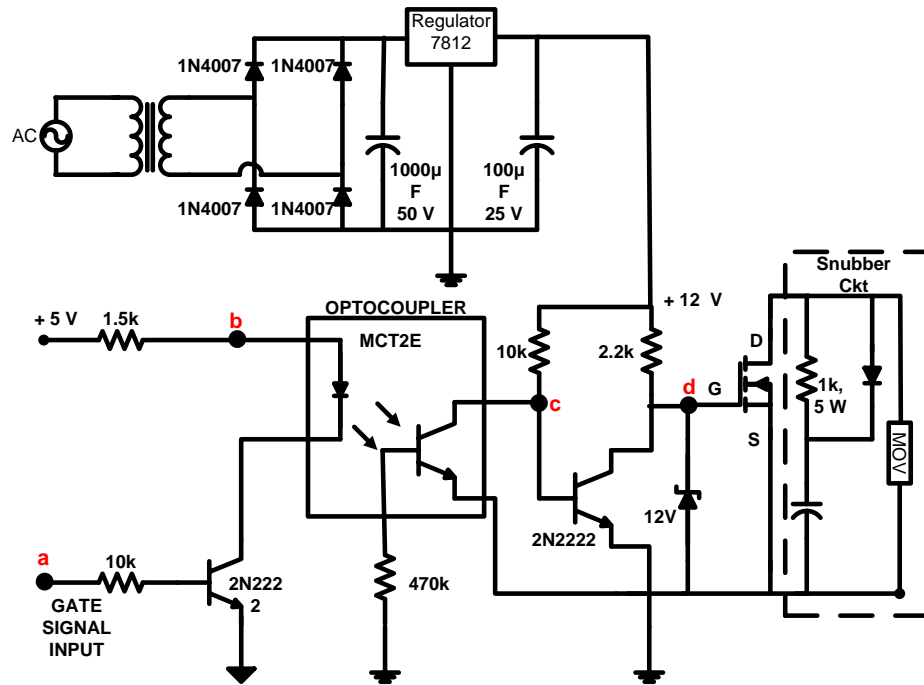 Regulator
7812
1N4007
1N4007
AC
1000µ
F
50 V
100µ
F
25 V
1N4007
1N4007
Snubber
Ckt
+ 12 V
OPTOCOUPLER
MCT2E
+ 5 V
1.5k
b
10k
2.2k
D
d
G
1k,
5 W
c
S
MOV
12V
2N2222
a
10k
2N222
2
470k
GATE
SIGNAL
INPUT